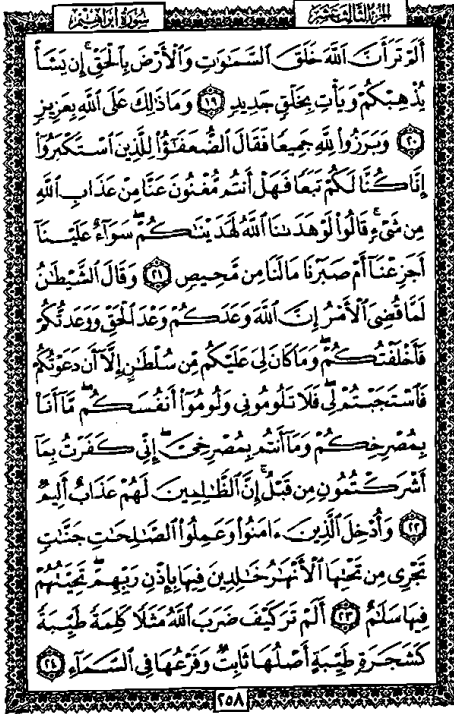 الجزء الثالث عشر سورة ابراهيم
أَلَمْ تَرَ أَنَّ ٱللَّهَ خَلَقَ ٱلسَّمَٰوَٰتِ وَٱلْأَرْضَ بِٱلْحَقِّ ۚ إِن يَشَأْ
يُذْهِبْكُمْ وَيَأْتِ بِخَلْقٍ جَدِيدٍ ١٩ وَمَا ذَٰلِكَ عَلَى ٱللَّهِ بِعَزِيزٍ
٢٠ وَبَرَزُوا۟ لِلَّهِ جَمِيعًا فَقَالَ ٱلضُّعَفَٰٓؤُا۟ لِلَّذِينَ ٱسْتَكْبَرُوٓا۟
إِنَّا كُنَّا لَكُمْ تَبَعًا فَهَلْ أَنتُم مُّغْنُونَ عَنَّا مِنْ عَذَابِ ٱللَّهِ
مِن شَىْءٍ ۚ قَالُوا۟ لَوْ هَدَىٰنَا ٱللَّهُ لَهَدَيْنَٰكُمْ ۖ سَوَآءٌ عَلَيْنَآ
أَجَزِعْنَآ أَمْ صَبَرْنَا مَا لَنَا مِن مَّحِيصٍ ٢١ وَقَالَ ٱلشَّيْطَٰنُ
لَمَّا قُضِىَ ٱلْأَمْرُ إِنَّ ٱللَّهَ وَعَدَكُمْ وَعْدَ ٱلْحَقِّ وَوَعَدتُّكُمْ
فَأَخْلَفْتُكُمْ ۖ وَمَا كَانَ لِىَ عَلَيْكُم مِّن سُلْطَٰنٍ إِلَّآ أَن دَعَوْتُكُمْ
فَٱسْتَجَبْتُمْ لِى ۖ فَلَا تَلُومُونِى وَلُومُوٓا۟ أَنفُسَكُم ۖ مَّآ أَنَا۠
بِمُصْرِخِكُمْ وَمَآ أَنتُم بِمُصْرِخِىَّ ۖ إِنِّى كَفَرْتُ بِمَآ
أَشْرَكْتُمُونِ مِن قَبْلُ ۗ إِنَّ ٱلظَّٰلِمِينَ لَهُمْ عَذَابٌ أَلِيمٌ
٢٢ وَأُدْخِلَ ٱلَّذِينَ ءَامَنُوا۟ وَعَمِلُوا۟ ٱلصَّٰلِحَٰتِ جَنَّٰتٍ
تَجْرِى مِن تَحْتِهَا ٱلْأَنْهَٰرُ خَٰلِدِينَ فِيهَا بِإِذْنِ رَبِّهِمْ ۖ تَحِيَّتُهُمْ
فِيهَا سَلَٰمٌ ٢٣ أَلَمْ تَرَ كَيْفَ ضَرَبَ ٱللَّهُ مَثَلًا كَلِمَةً طَيِّبَةً
كَشَجَرَةٍ طَيِّبَةٍ أَصْلُهَا ثَابِتٌ وَفَرْعُهَا فِى ٱلسَّمَآءِ ٢٤
٢٥٨